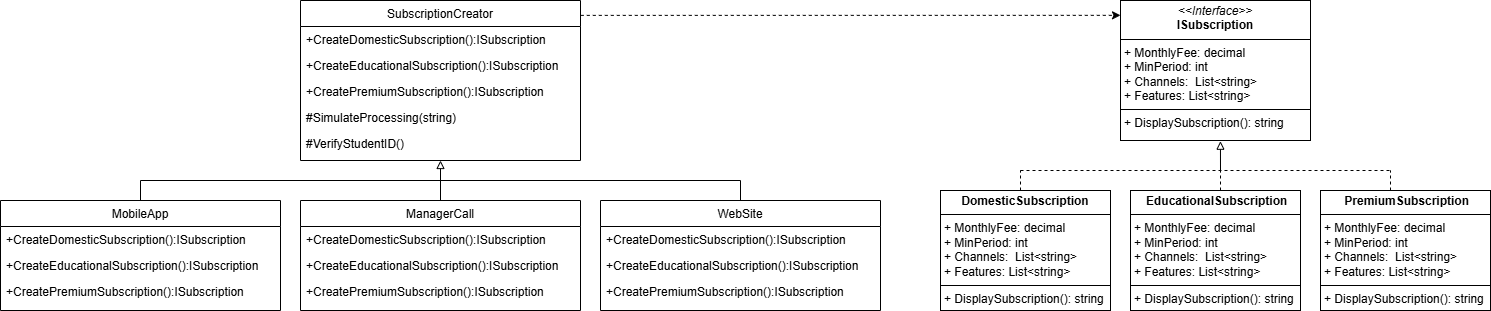 SubscriptionCreator
+CreateDomesticSubscription():ISubscription
+CreateEducationalSubscription():ISubscription
+CreatePremiumSubscription():ISubscription
#SimulateProcessing(string)
#VerifyStudentID()
<<Interface>>
ISubscription
+ MonthlyFee: decimal
+ MinPeriod: int
+ Channels:  List<string>
+ Features: List<string>
+ DisplaySubscription(): string
MobileApp
+CreateDomesticSubscription():ISubscription
+CreateEducationalSubscription():ISubscription
+CreatePremiumSubscription():ISubscription
ManagerCall
+CreateDomesticSubscription():ISubscription
+CreateEducationalSubscription():ISubscription
+CreatePremiumSubscription():ISubscription
WebSite
+CreateDomesticSubscription():ISubscription
+CreateEducationalSubscription():ISubscription
+CreatePremiumSubscription():ISubscription
DomesticSubscription
+ MonthlyFee: decimal
+ MinPeriod: int
+ Channels:  List<string>
+ Features: List<string>
+ DisplaySubscription(): string
EducationalSubscription
+ MonthlyFee: decimal
+ MinPeriod: int
+ Channels:  List<string>
+ Features: List<string>
+ DisplaySubscription(): string
PremiumSubscription
+ MonthlyFee: decimal
+ MinPeriod: int
+ Channels:  List<string>
+ Features: List<string>
+ DisplaySubscription(): string